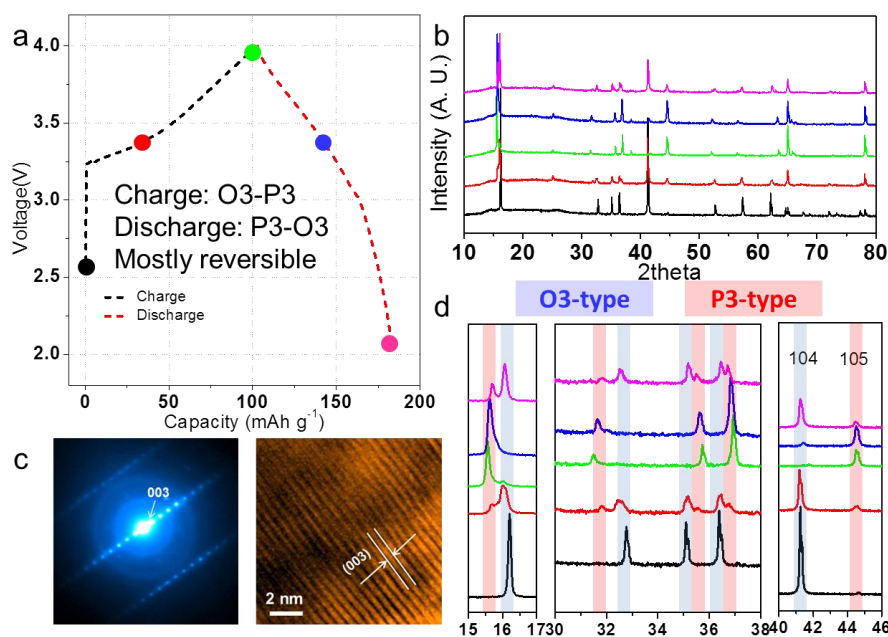 a
Voltage(V)
4.0
3.5
3.0
2.5
2.0
Charge: O3-P3
Discharge: P3-O3
Mostly reversible
Charge
Discharge
0
50
100
150
200
Capacity (mAh g⁻¹)
b
Intensity (A. U.)
10 20 30 40 50 60 70 80
2theta
c
003
(003)
2 nm
d
O3-type
P3-type
104
105
15 16 17
30 32 34 36 38
40 42 44 46